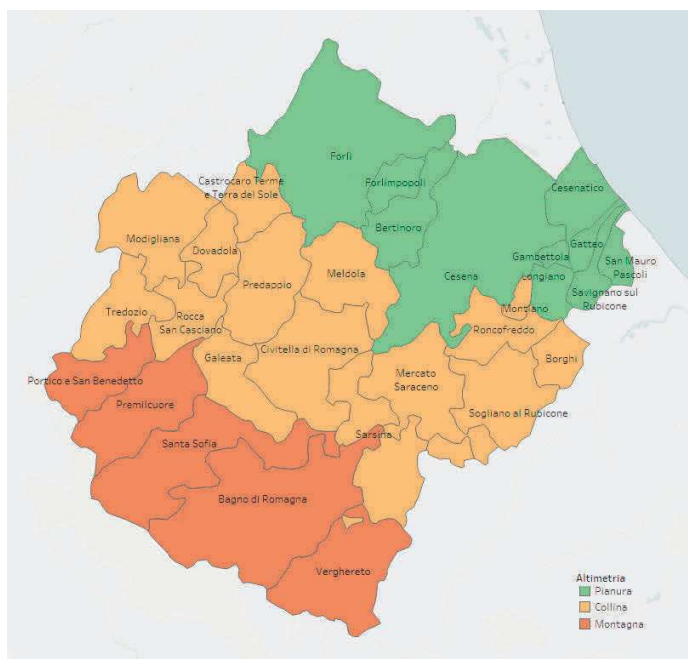 Forlì
Castrocaro Terme
e Terra del Sole
Forlimpopoli
Cesenatico
Bertinoro
Modigliana
Dovadola
Gatteo
Gambettola
San Mauro
Pascoli
Meldola
Cesena
Longiano
Predappio
Savignano sul
Rubicone
Montiano
Tredozio
Rocca
San Casciano
Roncofreddo
Civitella di Romagna
Galeata
Borghi
Mercato
Saraceno
Portico e San Benedetto
Premilcuore
Sogliano al Rubicone
Sarsina
Santa Sofia
Bagno di Romagna
Verghereto
Altimetria
Pianura
Collina
Montagna